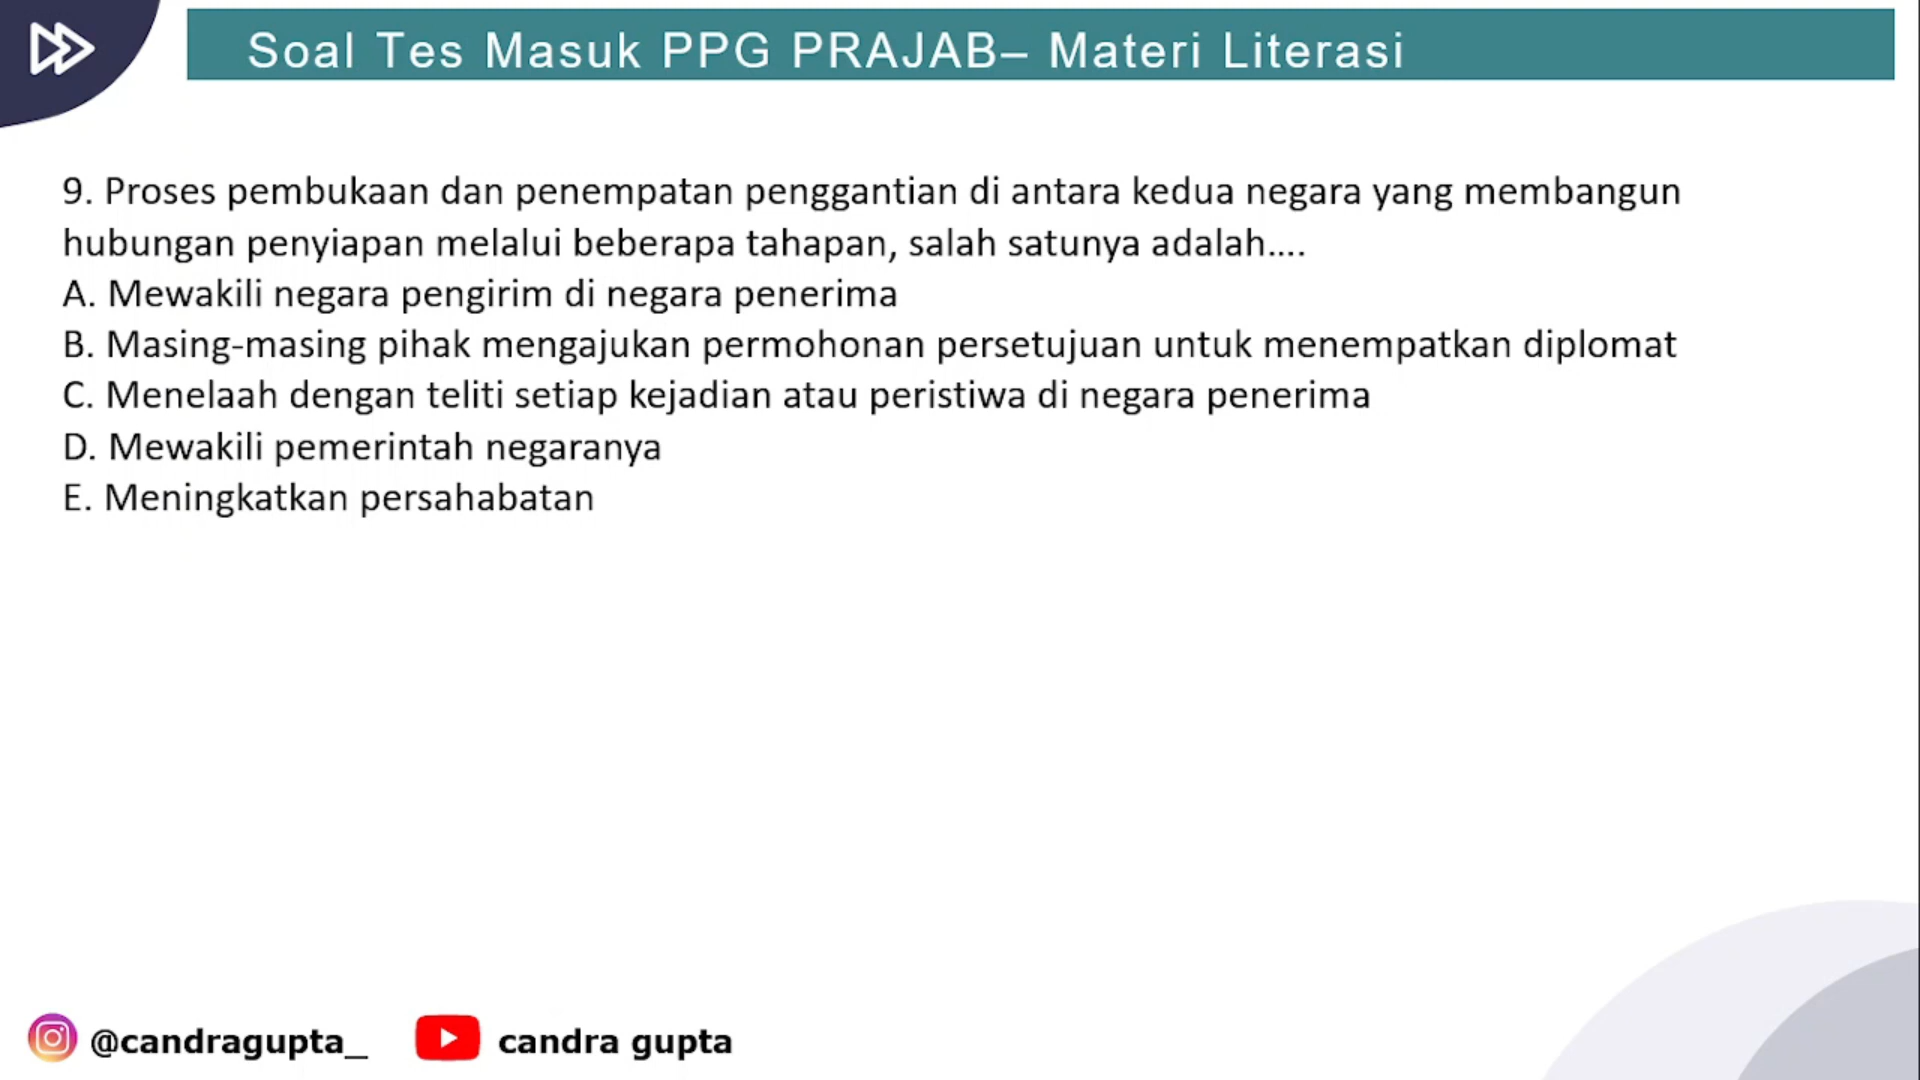 Soal Tes Masuk PPG PRAJAB– Materi Literasi
9. Proses pembukaan dan penempatan penggantian di antara kedua negara yang membangun
hubungan penyiapan melalui beberapa tahapan, salah satunya adalah....
A. Mewakili negara pengirim di negara penerima
B. Masing-masing pihak mengajukan permohonan persetujuan untuk menempatkan diplomat
C. Menelaah dengan teliti setiap kejadian atau peristiwa di negara penerima
D. Mewakili pemerintah negaranya
E. Meningkatkan persahabatan
@candragupta_ candra gupta